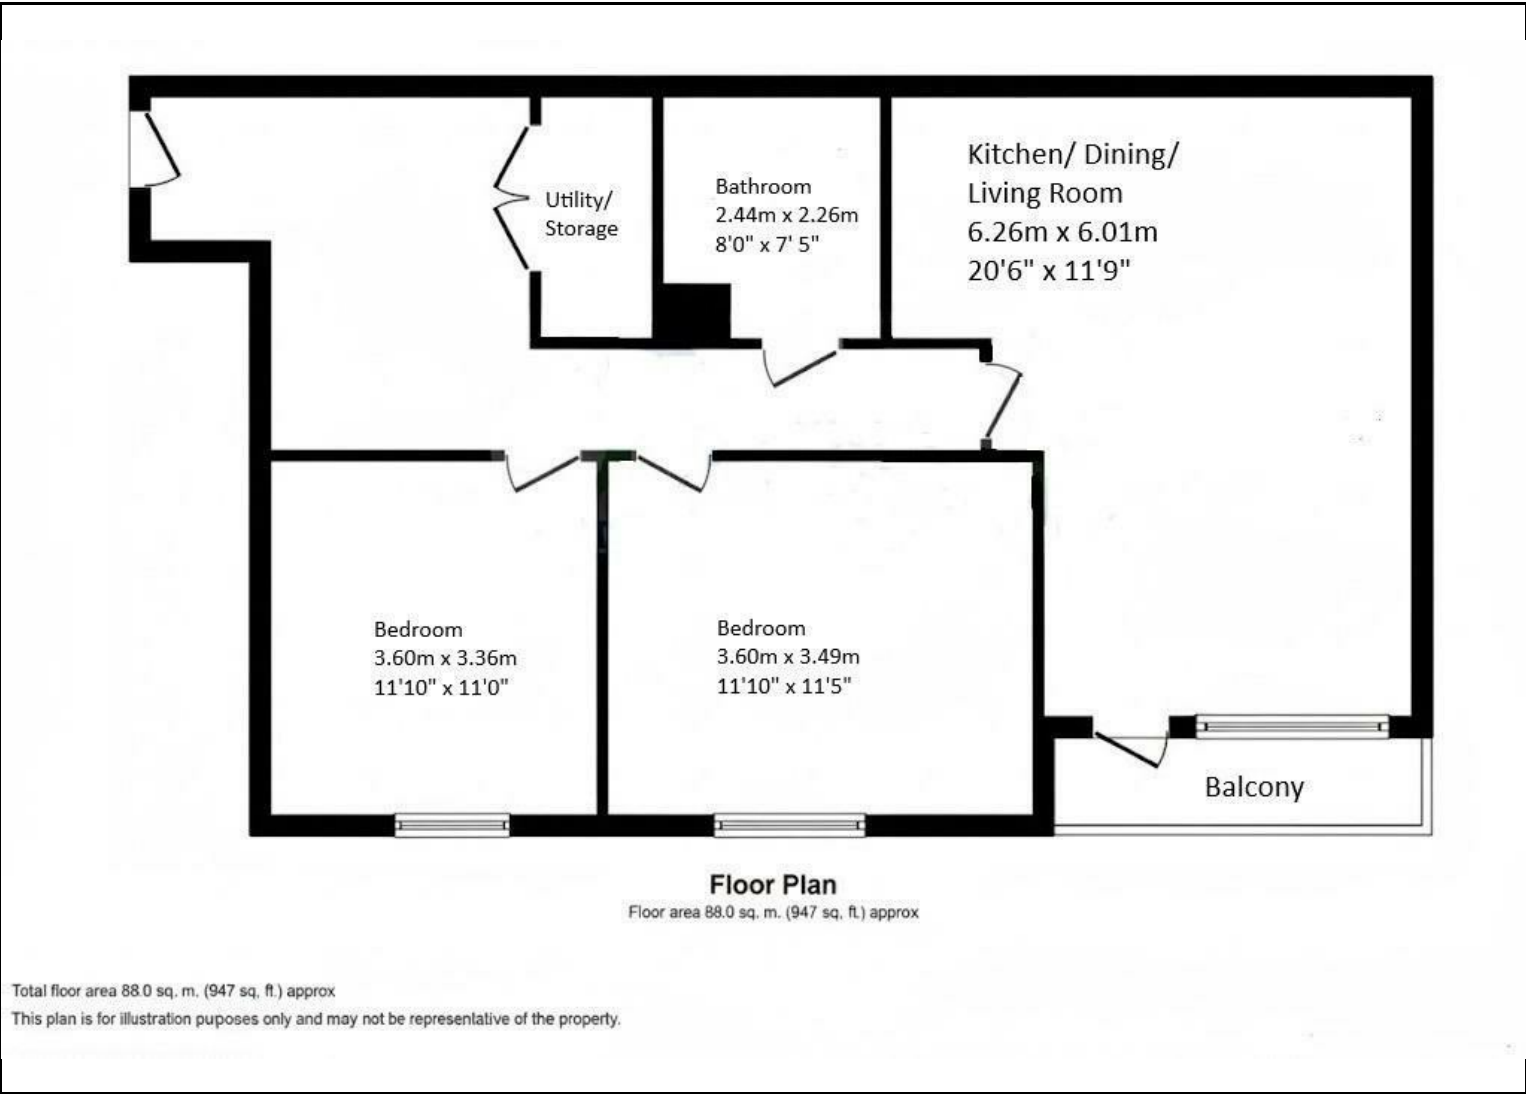 Kitchen/ Dining/
Living Room
6.26m x 6.01m
20'6" x 11'9"
Bathroom
2.44m x 2.26m
8'0" x 7' 5"
Utility/
Storage
Bedroom
3.60m x 3.36m
11'10" x 11'0"
Bedroom
3.60m x 3.49m
11'10" x 11'5"
Balcony
Floor Plan
Floor area 88.0 sq. m. (947 sq. ft.) approx
Total floor area 88.0 sq. m. (947 sq. ft.) approx
This plan is for illustration puposes only and may not be representative of the property.